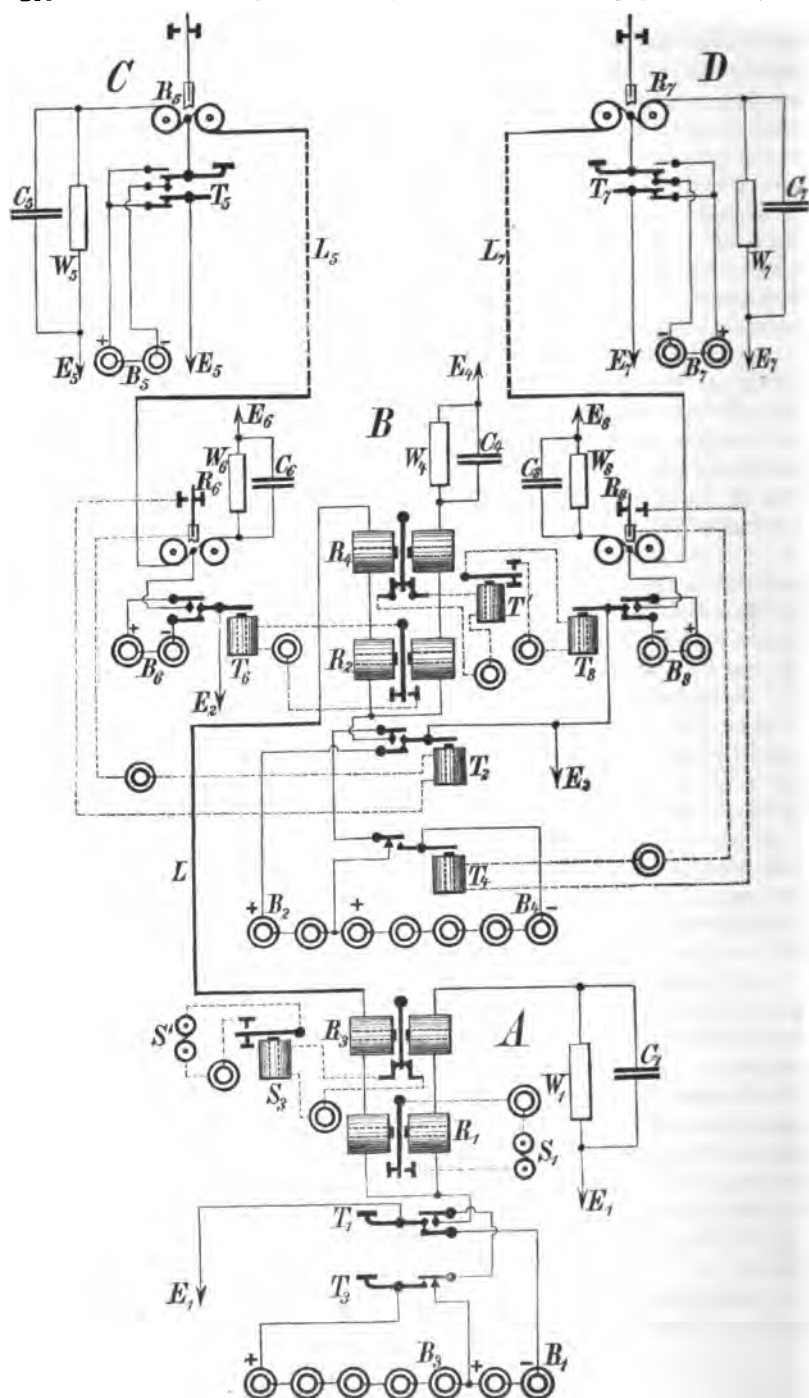 C
R5
R7
D
C5
W5
T5
T7
W7
C7
L5
L7
+
-
E5
B5
E5
E7
-
+
B7
E7
E4
E6
B
E8
W6
C6
R6
W4
C4
C8
W8
R8
R4
T'
+
-
B6
T6
R2
T8
-
+
B8
E2
T2
E2
L
T4
+
B2
+
B4
-
S'
R3
A
C1
W1
S3
R1
S1
T1
E1
E1
T3
+
B3
+
-
B1